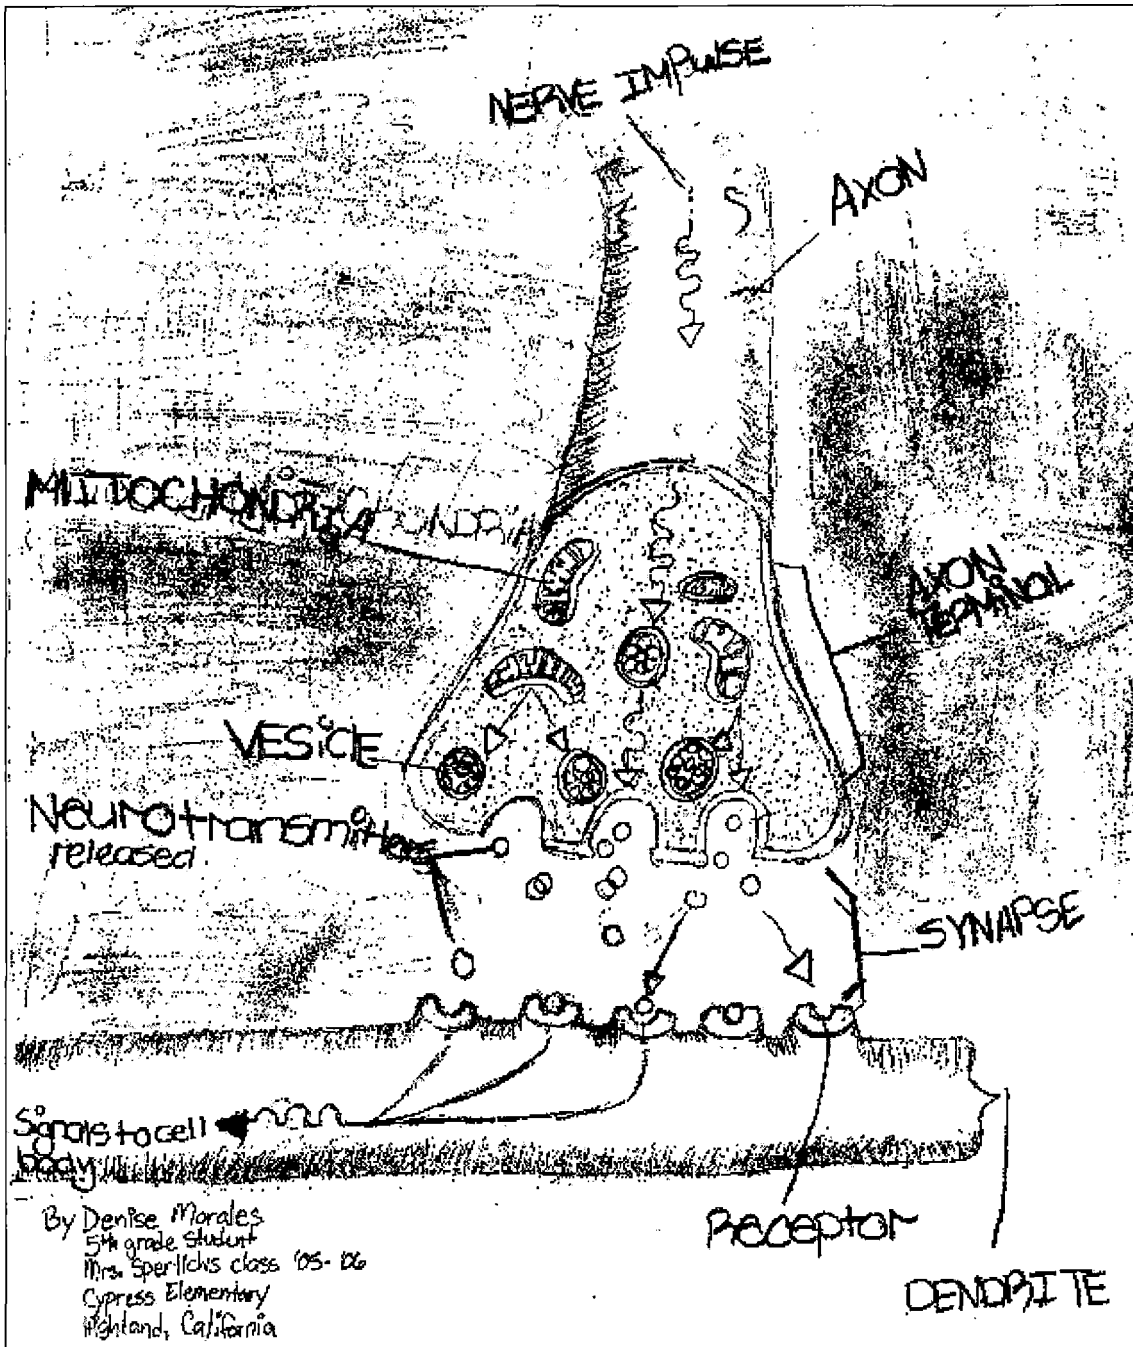 NERVE IMPULSE
AXON
MITOCHONDRIA
AXON
TERMINAL
VESICLE
Neurotransmitters
released
SYNAPSE
Signals to cell
body
Receptor
DENDRITE
By Denise Morales
5th grade Student
Mrs. Sperlich's class '05-06
Cypress Elementary
Highland, California